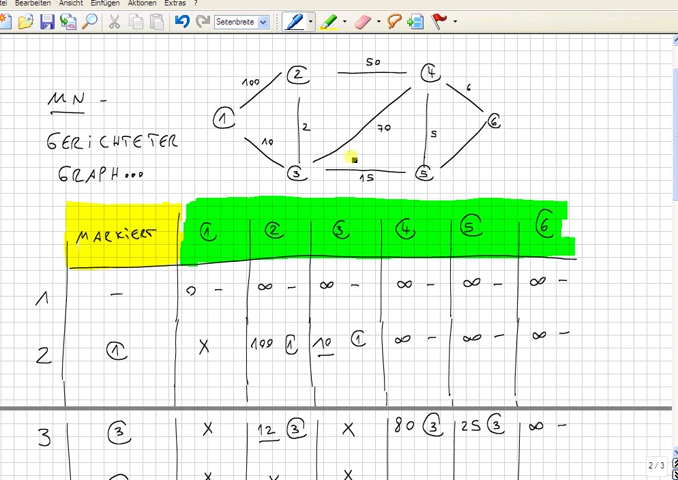 Datei Bearbeiten Ansicht Einfügen Aktionen Extras ?
Seitenbreite
MN -
GERICHTETER
GRAPH...
1 2 3 4 5 6
100 50 6
10 2 70 5
15
MARKIERT 1 2 3 4 5 6
1 – 0 – ∞ – ∞ – ∞ – ∞ – ∞ –
2 1 X 100 1 10 1 ∞ – ∞ – ∞ –
3 3 X 12 3 X 80 3 25 3 ∞ –
X X X
2 / 3